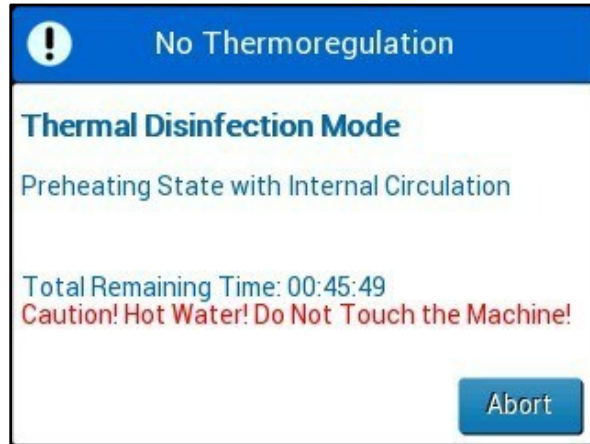 No Thermoregulation
Thermal Disinfection Mode
Preheating State with Internal Circulation
Total Remaining Time: 00:45:49
Caution! Hot Water! Do Not Touch the Machine!
Abort